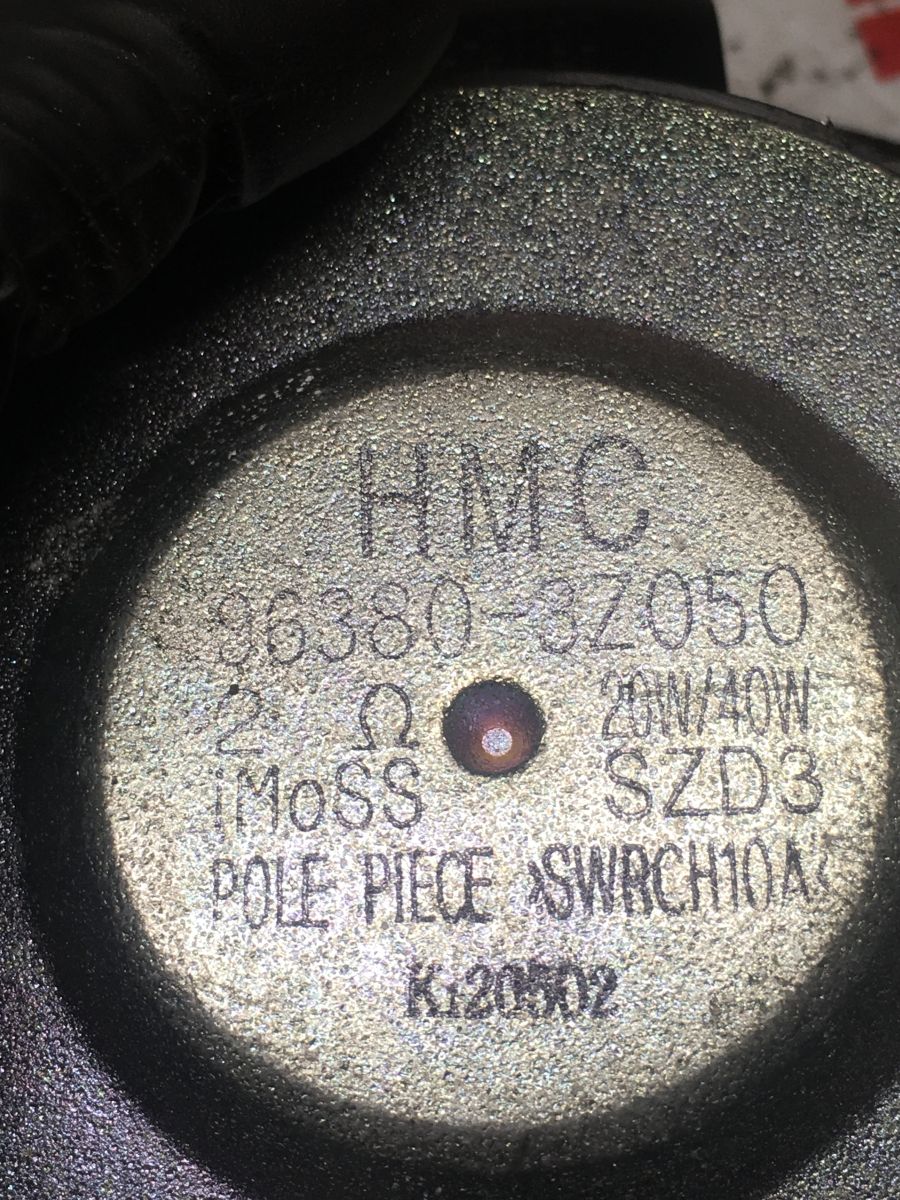 HMC
96380-3Z050
2 Ω 20W/40W
iMoSS SZD3
POLE PIECE >SWRCH10A<
K120502